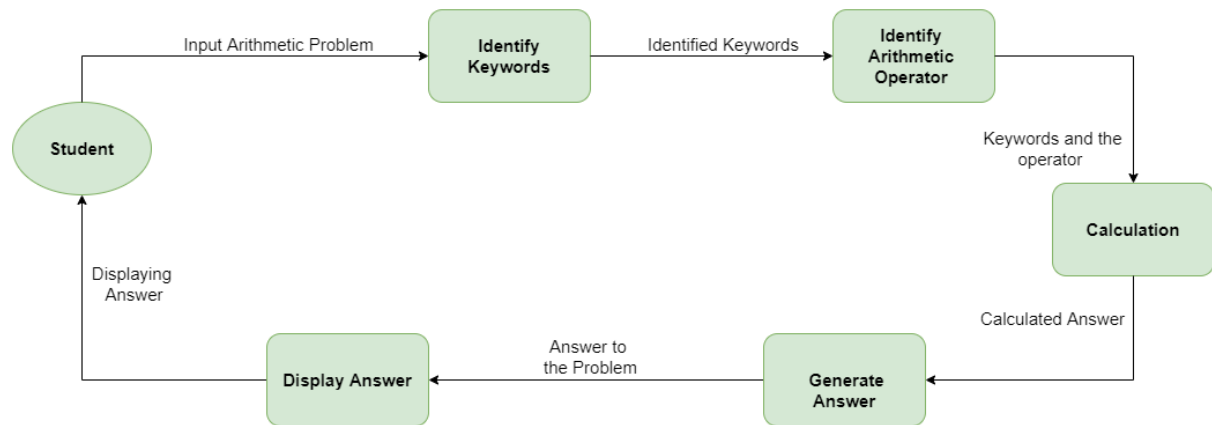 Input Arithmetic Problem
Identify
Keywords
Identified Keywords
Identify
Arithmetic
Operator
Student
Keywords and the
operator
Calculation
Displaying
Answer
Calculated Answer
Display Answer
Answer to
the Problem
Generate
Answer